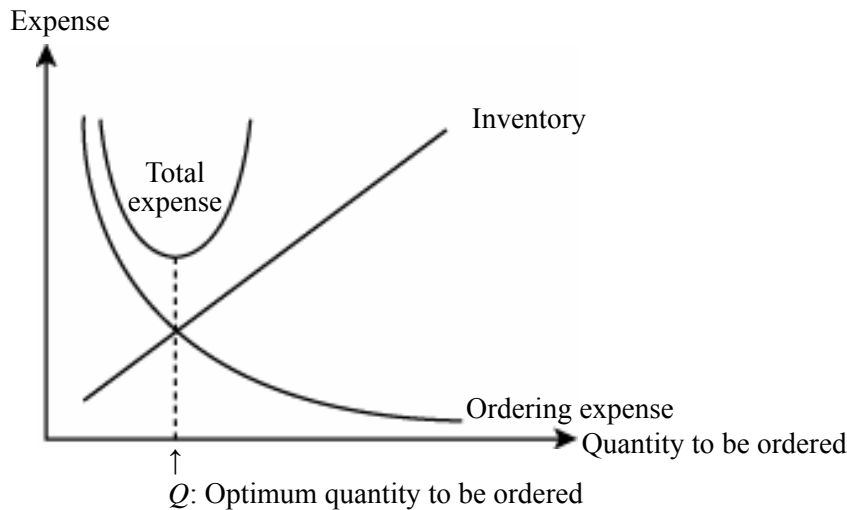 Expense
Inventory
Total
expense
Ordering expense
Quantity to be ordered
Q: Optimum quantity to be ordered